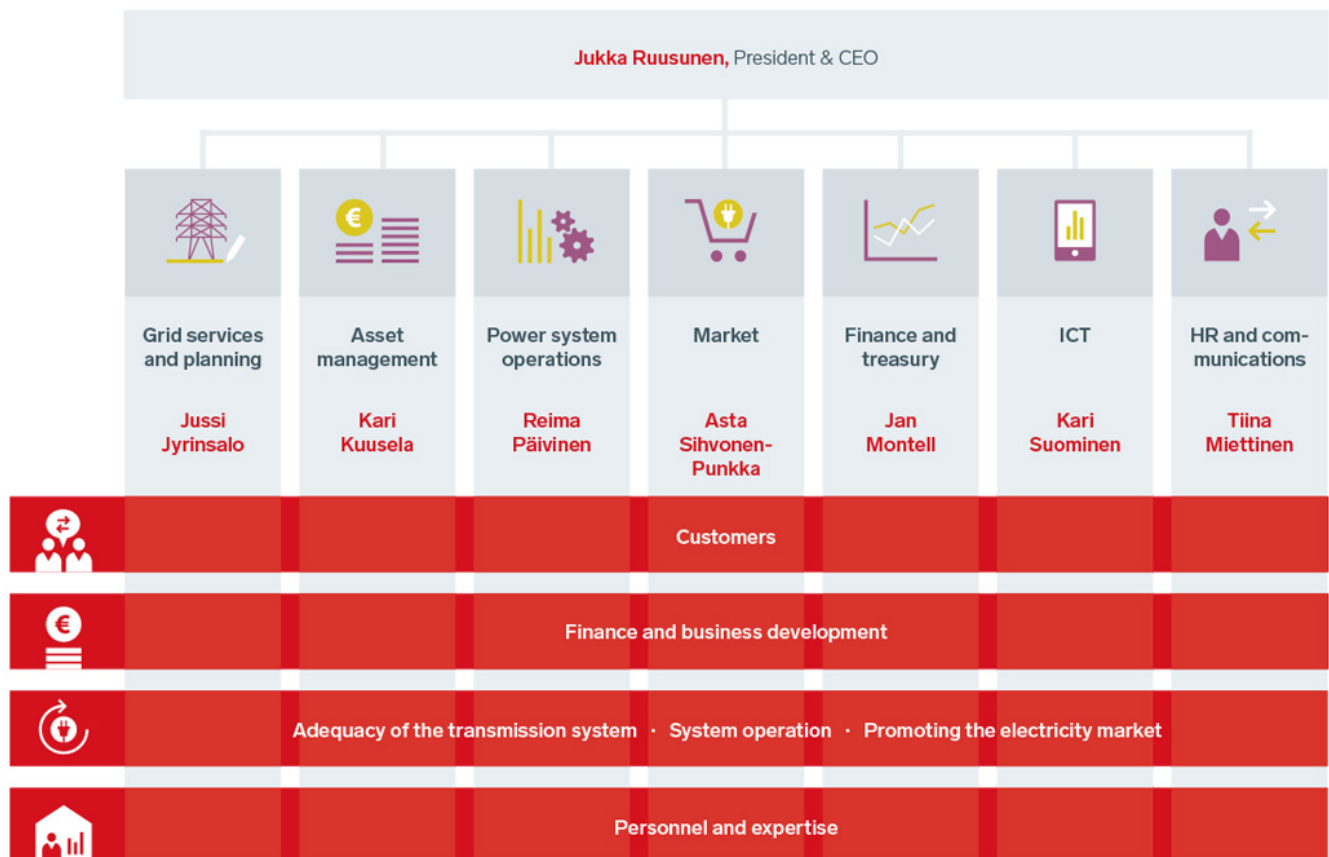 Jukka Ruusunen, President & CEO
Grid services
and planning
Jussi
Jyrinsalo
Asset
management
Kari
Kuusela
Power system
operations
Reima
Päivinen
Market
Asta
Sihvonen-
Punkka
Finance and
treasury
Jan
Montell
ICT
Kari
Suominen
HR and com-
munications
Tiina
Miettinen
Customers
Finance and business development
Adequacy of the transmission system · System operation · Promoting the electricity market
Personnel and expertise